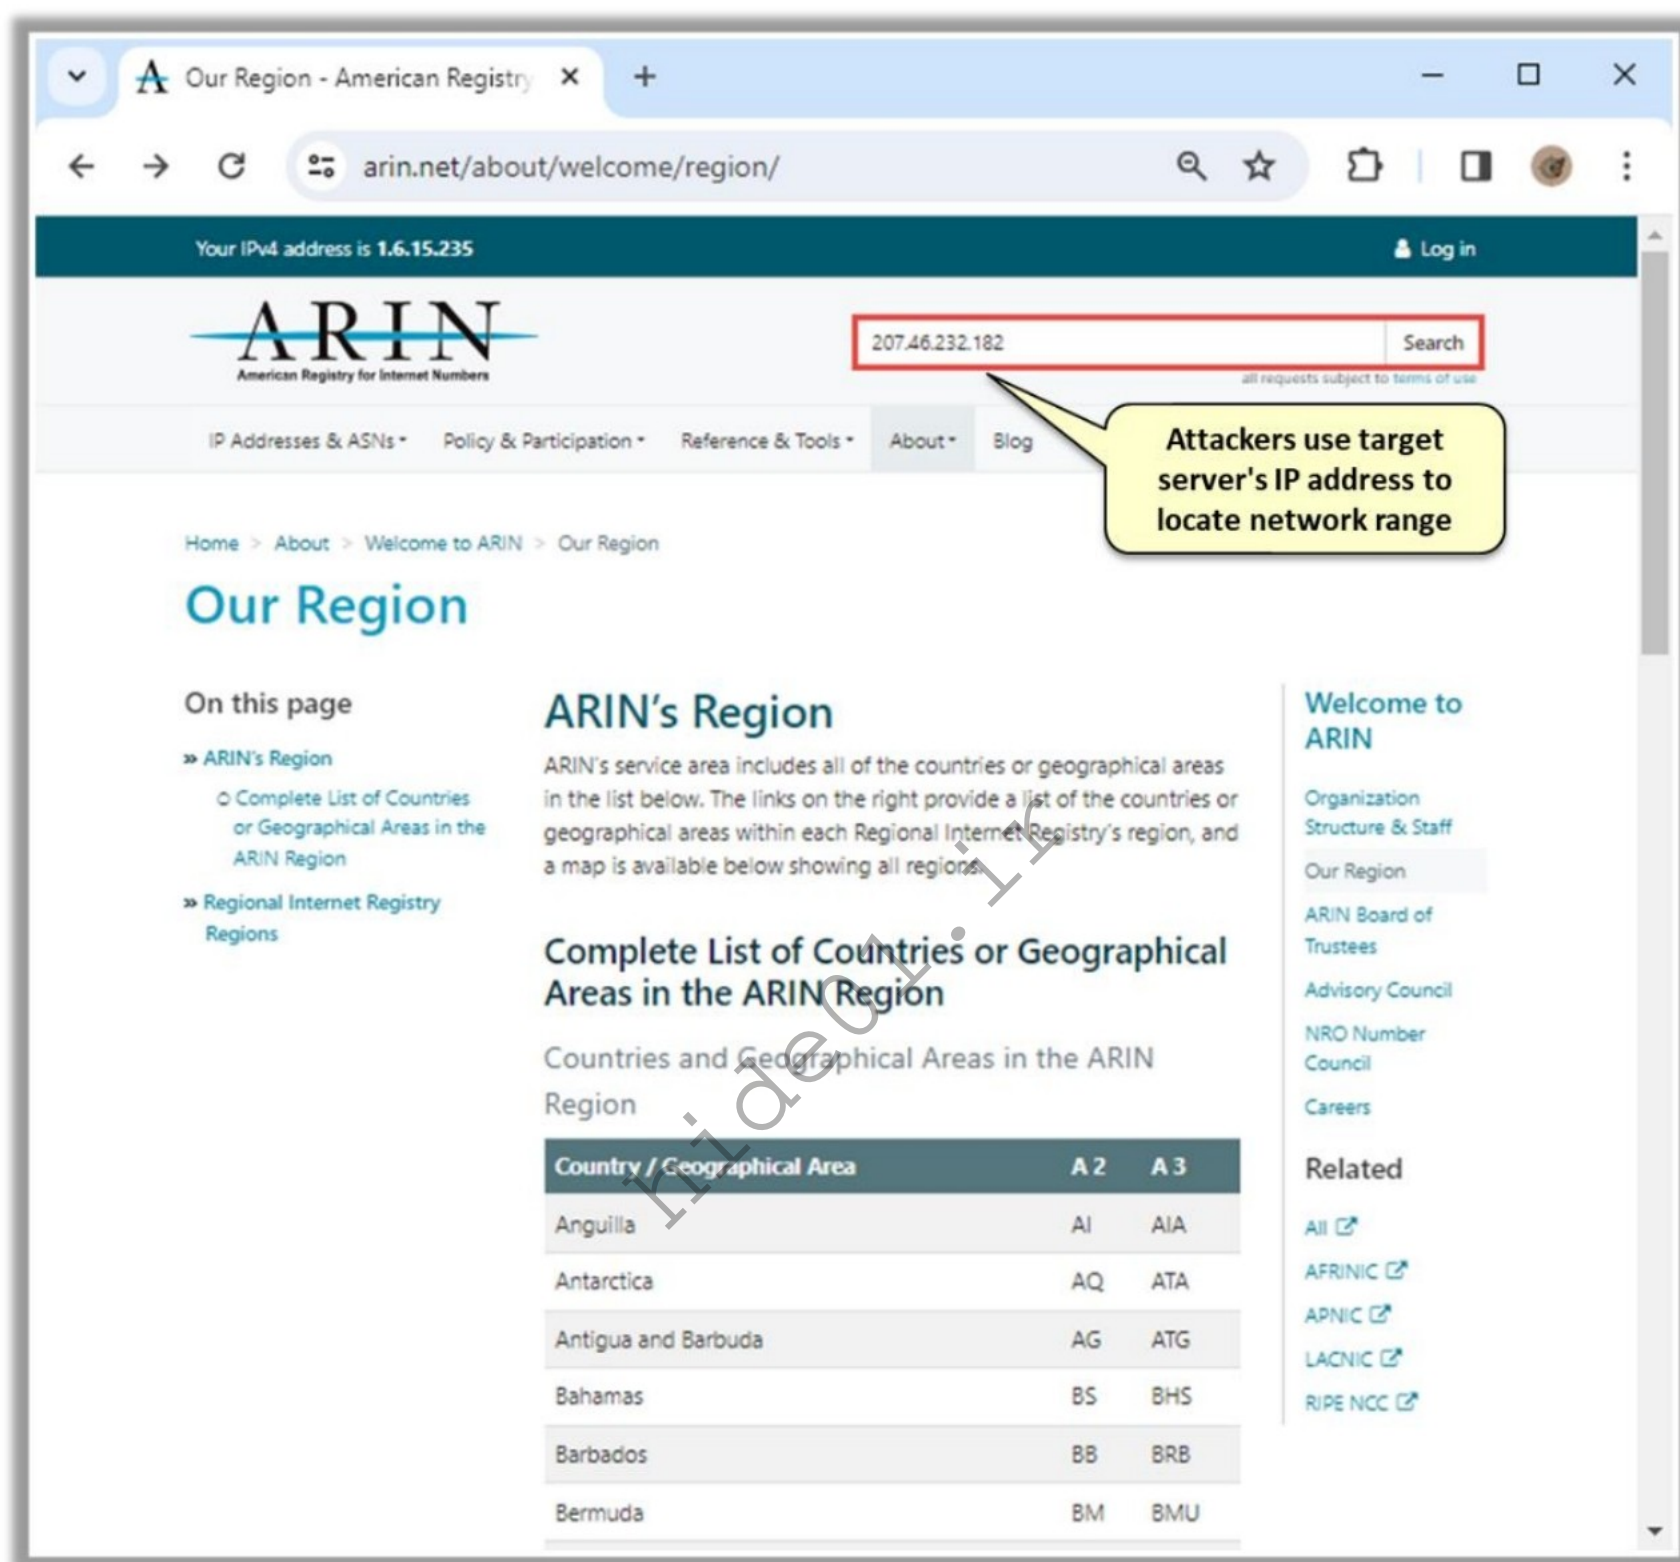 Our Region - American Registry
arin.net/about/welcome/region/
Your IPv4 address is 1.6.15.235
Log in
ARIN
American Registry for Internet Numbers
207.46.232.182
Search
all requests subject to terms of use
IP Addresses & ASNs
Policy & Participation
Reference & Tools
About
Blog
Attackers use target
server's IP address to
locate network range
Home > About > Welcome to ARIN > Our Region
Our Region
On this page
» ARIN's Region
Complete List of Countries
or Geographical Areas in the
ARIN Region
» Regional Internet Registry
Regions
ARIN's Region
ARIN's service area includes all of the countries or geographical areas
in the list below. The links on the right provide a list of the countries or
geographical areas within each Regional Internet Registry's region, and
a map is available below showing all regions.
Complete List of Countries or Geographical
Areas in the ARIN Region
Countries and Geographical Areas in the ARIN
Region
Country / Geographical Area A 2 A 3
Anguilla AI AIA
Antarctica AQ ATA
Antigua and Barbuda AG ATG
Bahamas BS BHS
Barbados BB BRB
Bermuda BM BMU
Welcome to
ARIN
Organization
Structure & Staff
Our Region
ARIN Board of
Trustees
Advisory Council
NRO Number
Council
Careers
Related
All
AFRINIC
APNIC
LACNIC
RIPE NCC
hide01.ir